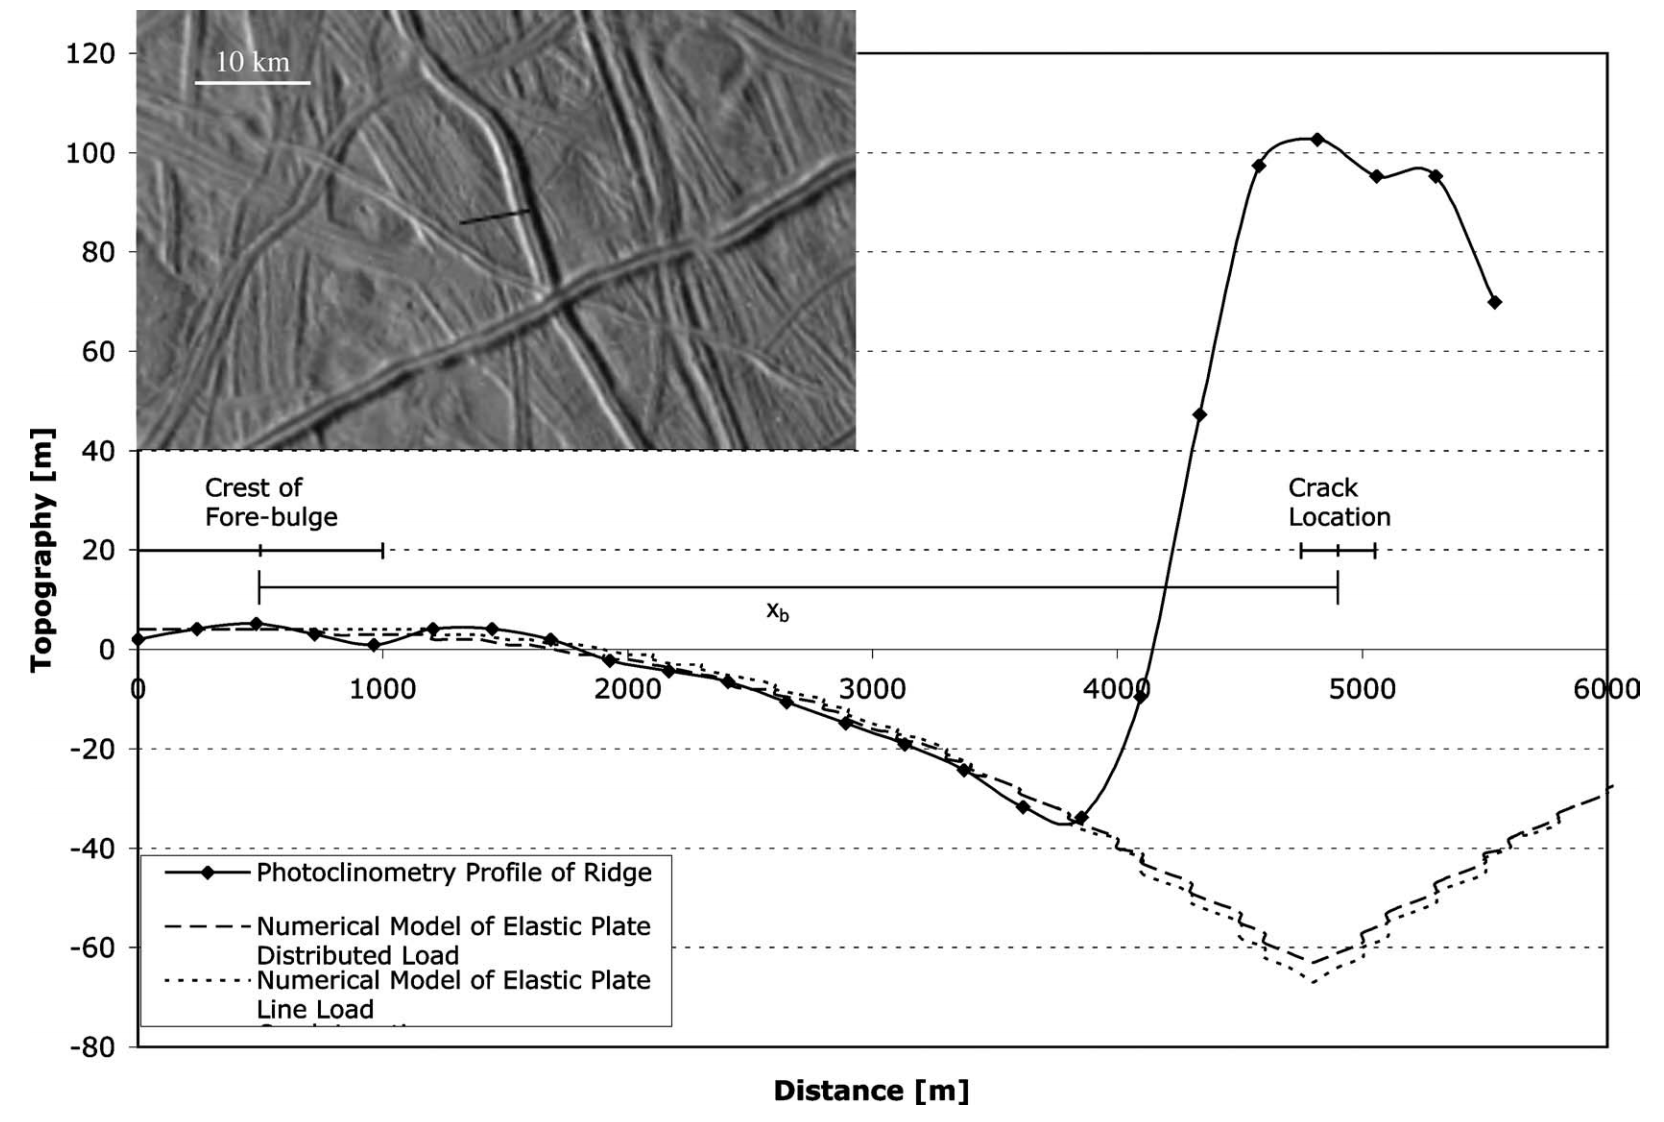 10 km
120
100
80
60
40
20
0
-20
-40
-60
-80
Topography [m]
Crest of
Fore-bulge
Crack
Location
xb
0 1000 2000 3000 4000 5000 6000
Photoclinometry Profile of Ridge
Numerical Model of Elastic Plate
Distributed Load
Numerical Model of Elastic Plate
Line Load
Distance [m]